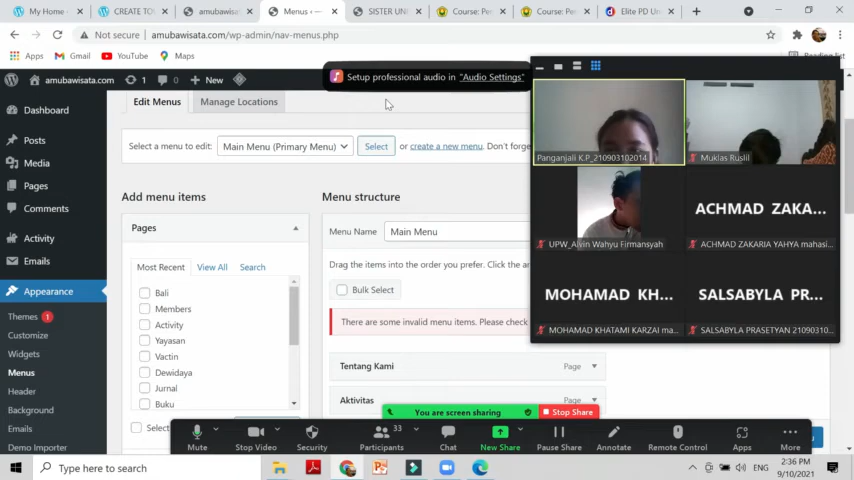 My Home
CREATE TO
amubawisata
Menus ‹
SISTER UNI
Course: Per
Course: Per
Elite PD Un
Not secure
amubawisata.com/wp-admin/nav-menus.php
Apps
Gmail
YouTube
Maps
Reading list
amubawisata.com
1
0
New
Setup professional audio in "Audio Settings"
Dashboard
Posts
Media
Pages
Comments
Activity
Emails
Appearance
Themes 1
Customize
Widgets
Menus
Header
Background
Emails
Demo Importer
Edit Menus
Manage Locations
Select a menu to edit:
Main Menu (Primary Menu)
Select
or create a new menu. Don't forge
Add menu items
Menu structure
Pages
Most Recent
View All
Search
Bali
Members
Activity
Yayasan
Vactin
Dewidaya
Jurnal
Buku
Select
Menu Name
Main Menu
Drag the items into the order you prefer. Click the ar
Bulk Select
There are some invalid menu items. Please check
Tentang Kami
Page
Aktivitas
Page
Panganjali K.P_210903102014
Muklas Ruslil
UPW_Alvin Wahyu Firmansyah
ACHMAD ZAKA...
ACHMAD ZAKARIA YAHYA mahasi...
MOHAMAD KH...
MOHAMAD KHATAMI KARZAI ma...
SALSABYLA PR...
SALSABYLA PRASETYAN 21090310...
You are screen sharing
Stop Share
Mute
Stop Video
Security
33
Participants
Chat
New Share
Pause Share
Annotate
Remote Control
Apps
More
Type here to search
ENG
2:36 PM
9/10/2021